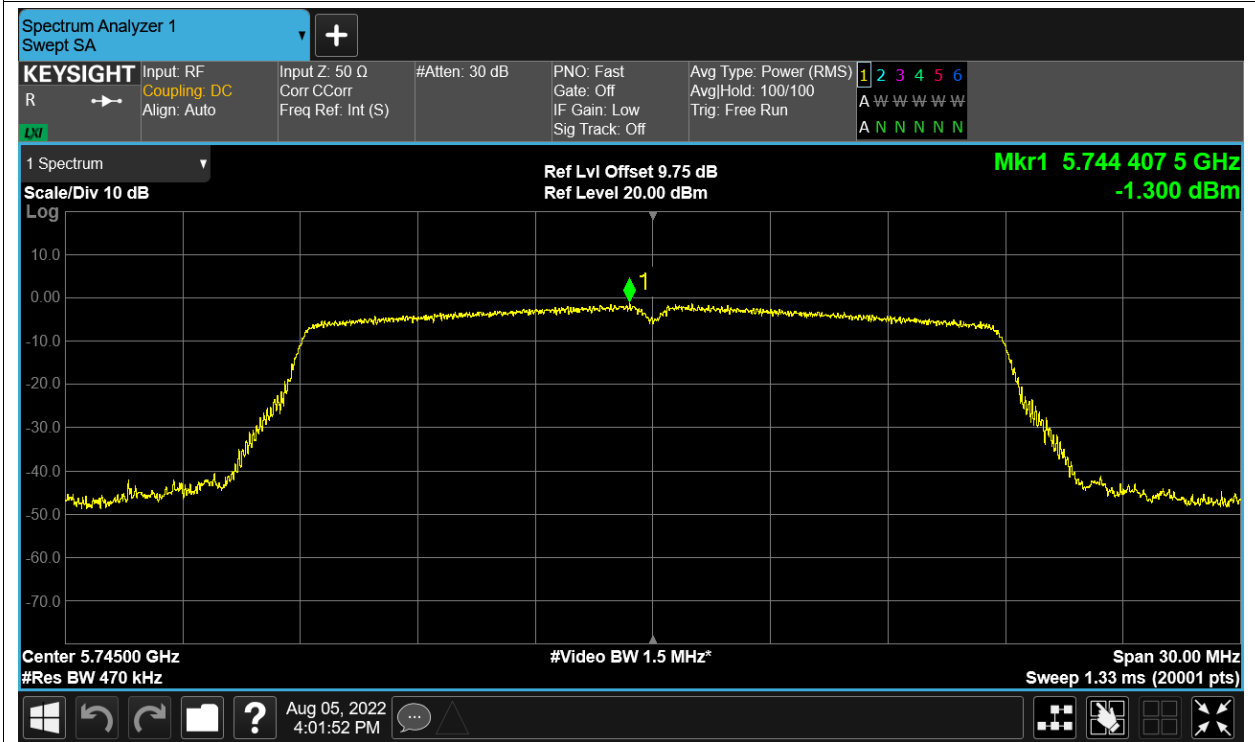 Spectrum Analyzer 1
Swept SA
KEYSIGHT
R
LXI
Input: RF
Coupling: DC
Align: Auto
Input Z: 50 Ω
Corr CCorr
Freq Ref: Int (S)
#Atten: 30 dB
PNO: Fast
Gate: Off
IF Gain: Low
Sig Track: Off
Avg Type: Power (RMS)
Avg|Hold: 100/100
Trig: Free Run
1 2 3 4 5 6
A W W W W W
A N N N N N
1 Spectrum
Scale/Div 10 dB
Log
Ref Lvl Offset 9.75 dB
Ref Level 20.00 dBm
Mkr1 5.744 407 5 GHz
-1.300 dBm
10.0
0.00
-10.0
-20.0
-30.0
-40.0
-50.0
-60.0
-70.0
1
Center 5.74500 GHz
#Res BW 470 kHz
#Video BW 1.5 MHz*
Span 30.00 MHz
Sweep 1.33 ms (20001 pts)
?
Aug 05, 2022
4:01:52 PM